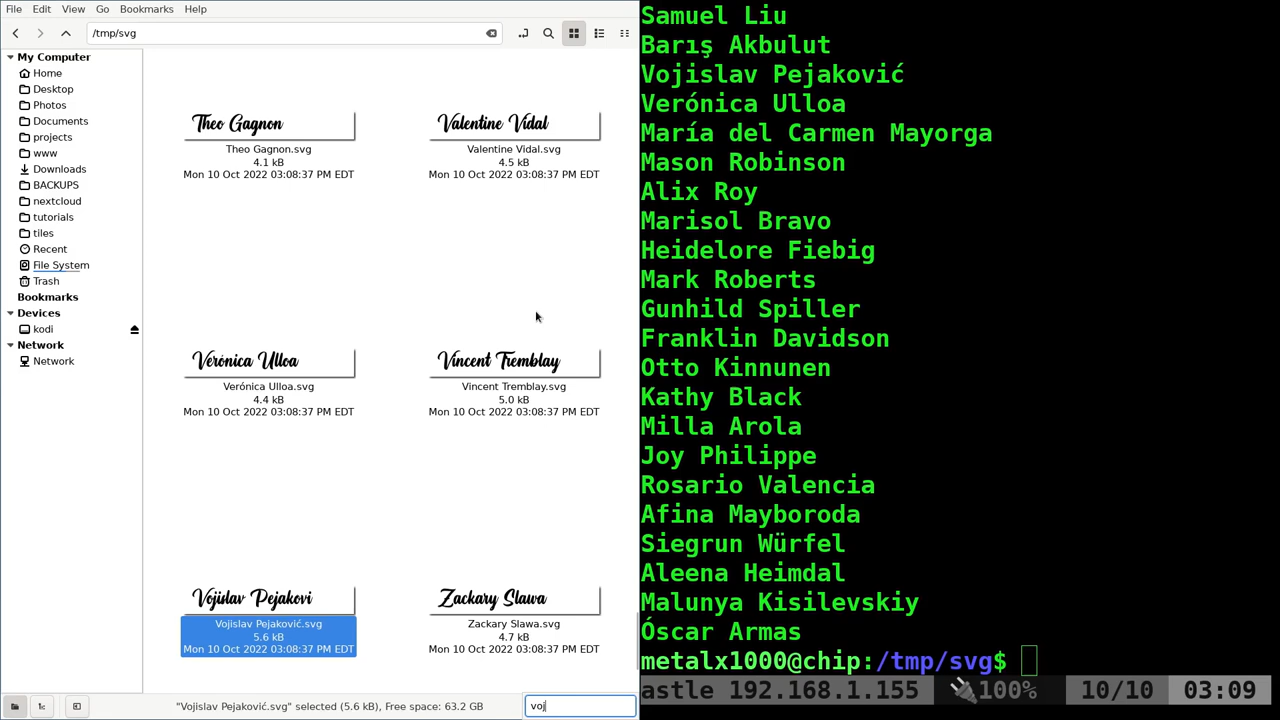 File Edit View Go Bookmarks Help
/tmp/svg
My Computer
Home
Desktop
Photos
Documents
projects
www
Downloads
BACKUPS
nextcloud
tutorials
tiles
Recent
File System
Trash
Bookmarks
Devices
kodi
Network
Network
Theo Gagnon
Theo Gagnon.svg
4.1 kB
Mon 10 Oct 2022 03:08:37 PM EDT
Valentine Vidal
Valentine Vidal.svg
4.5 kB
Mon 10 Oct 2022 03:08:37 PM EDT
Verónica Ulloa
Verónica Ulloa.svg
4.4 kB
Mon 10 Oct 2022 03:08:37 PM EDT
Vincent Tremblay
Vincent Tremblay.svg
5.0 kB
Mon 10 Oct 2022 03:08:37 PM EDT
Vojislav Pejakovi
Vojislav Pejaković.svg
5.6 kB
Mon 10 Oct 2022 03:08:37 PM EDT
Zackary Slawa
Zackary Slawa.svg
4.7 kB
Mon 10 Oct 2022 03:08:37 PM EDT
"Vojislav Pejaković.svg" selected (5.6 kB), Free space: 63.2 GB
voj
Samuel Liu
Barış Akbulut
Vojislav Pejaković
Verónica Ulloa
María del Carmen Mayorga
Mason Robinson
Alix Roy
Marisol Bravo
Heidelore Fiebig
Mark Roberts
Gunhild Spiller
Franklin Davidson
Otto Kinnunen
Kathy Black
Milla Arola
Joy Philippe
Rosario Valencia
Afina Mayboroda
Siegrun Würfel
Aleena Heimdal
Malunya Kisilevskiy
Óscar Armas
metalx1000@chip:/tmp/svg$
astle 192.168.1.155 100% 10/10 03:09